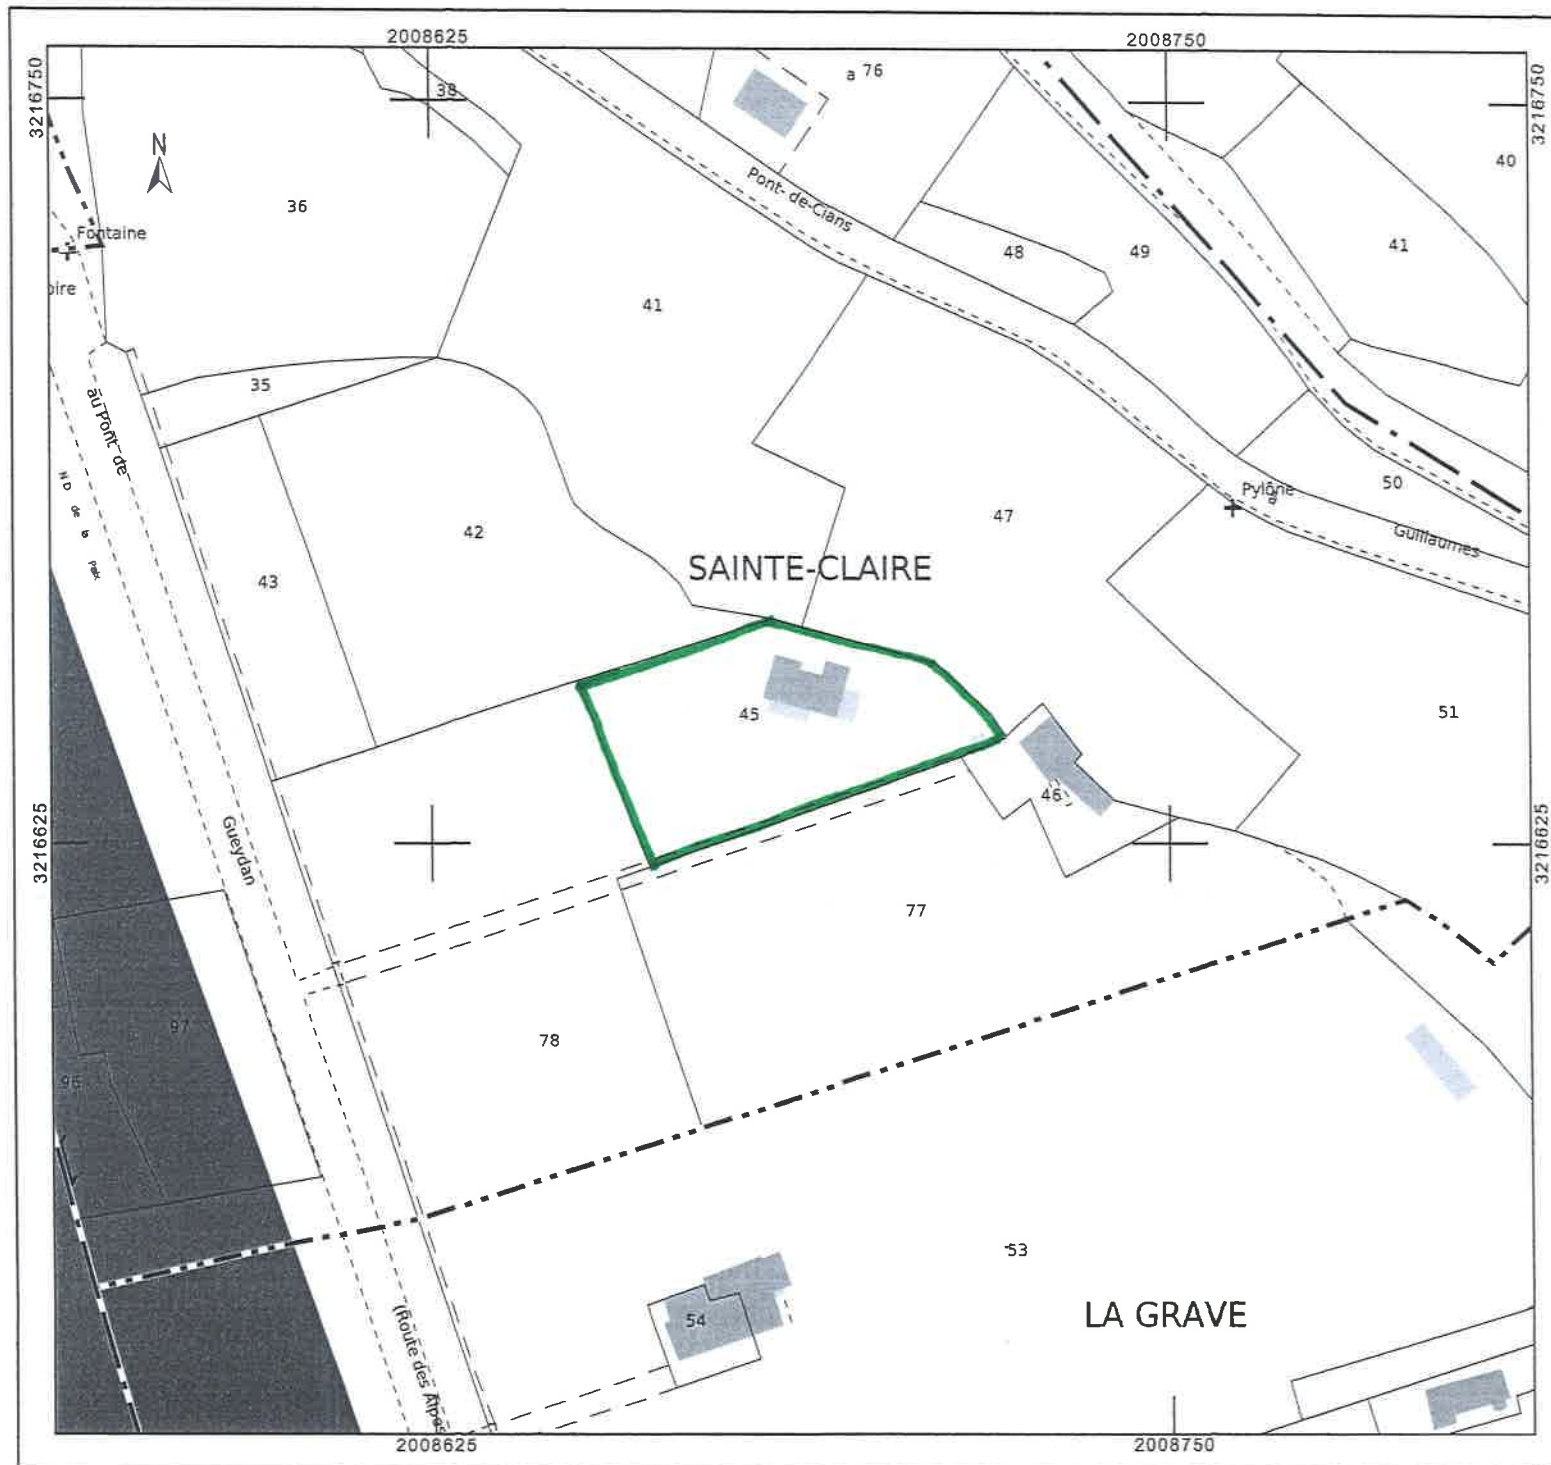 2008625
2008750
3216750
3216750
38
a 76
N
36
40
Fontaine
Pont-de-Cians
48
49
41
oire
41
35
au Pont de
N D de la Paix
42
47
Pylône
50
Guillaumes
43
SAINTE-CLAIRE
45
51
46
3216625
3216625
Gueydan
77
97
78
96
53
(Route des Alpes
54
LA GRAVE
2008625
2008750